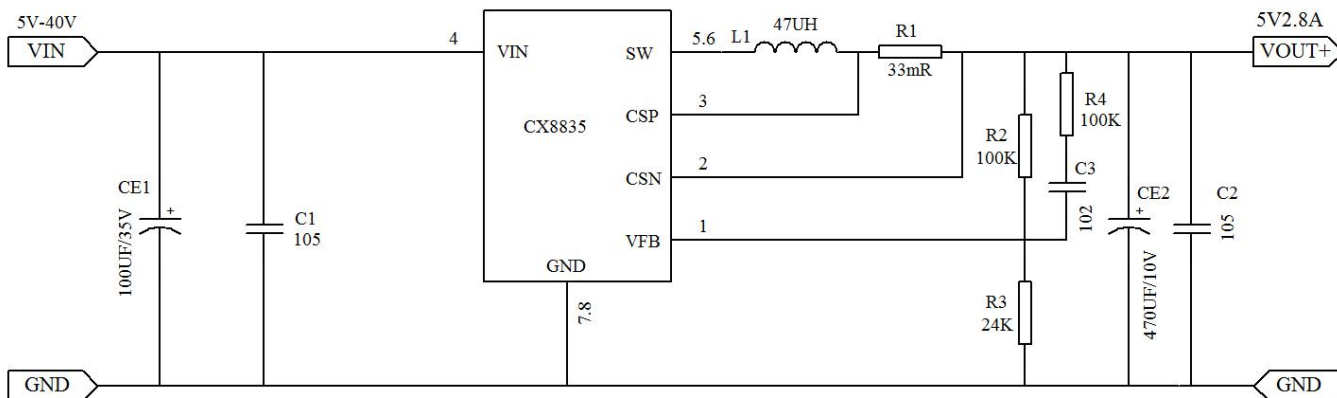 5V-40V
VIN
4
VIN
SW
5.6
L1
47UH
R1
33mR
5V2.8A
VOUT+
CSP
3
CX8835
R2
100K
R4
100K
CSN
2
C3
102
CE1
100UF/35V
+
C1
105
CE2
470UF/10V
+
C2
105
VFB
1
GND
7.8
R3
24K
GND
GND